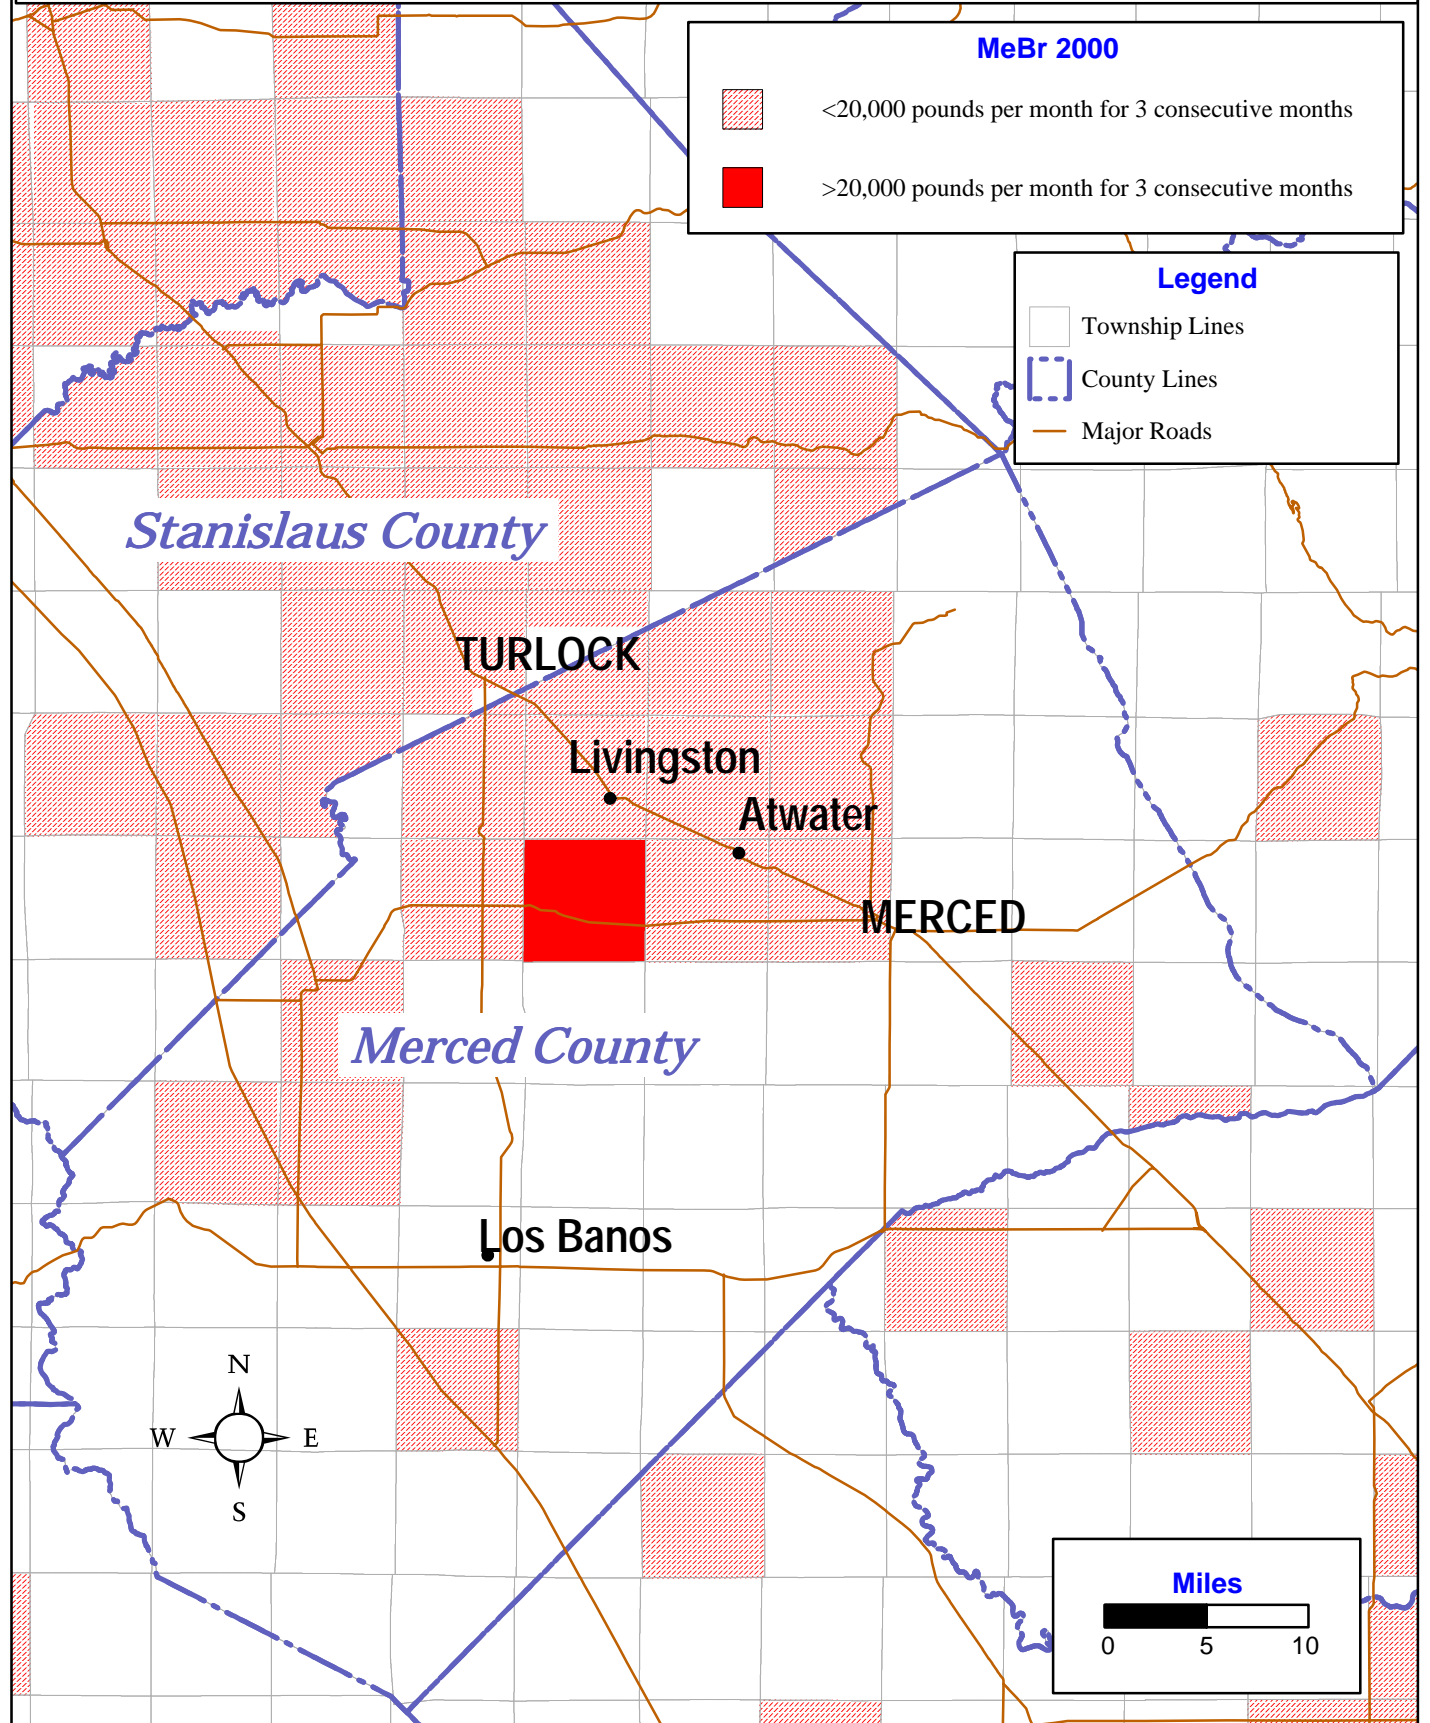 MeBr 2000
<20,000 pounds per month for 3 consecutive months
>20,000 pounds per month for 3 consecutive months
Legend
Township Lines
County Lines
Major Roads
Stanislaus County
TURLOCK
Livingston
Atwater
MERCED
Merced County
Los Banos
N
W E
S
Miles
0 5 10